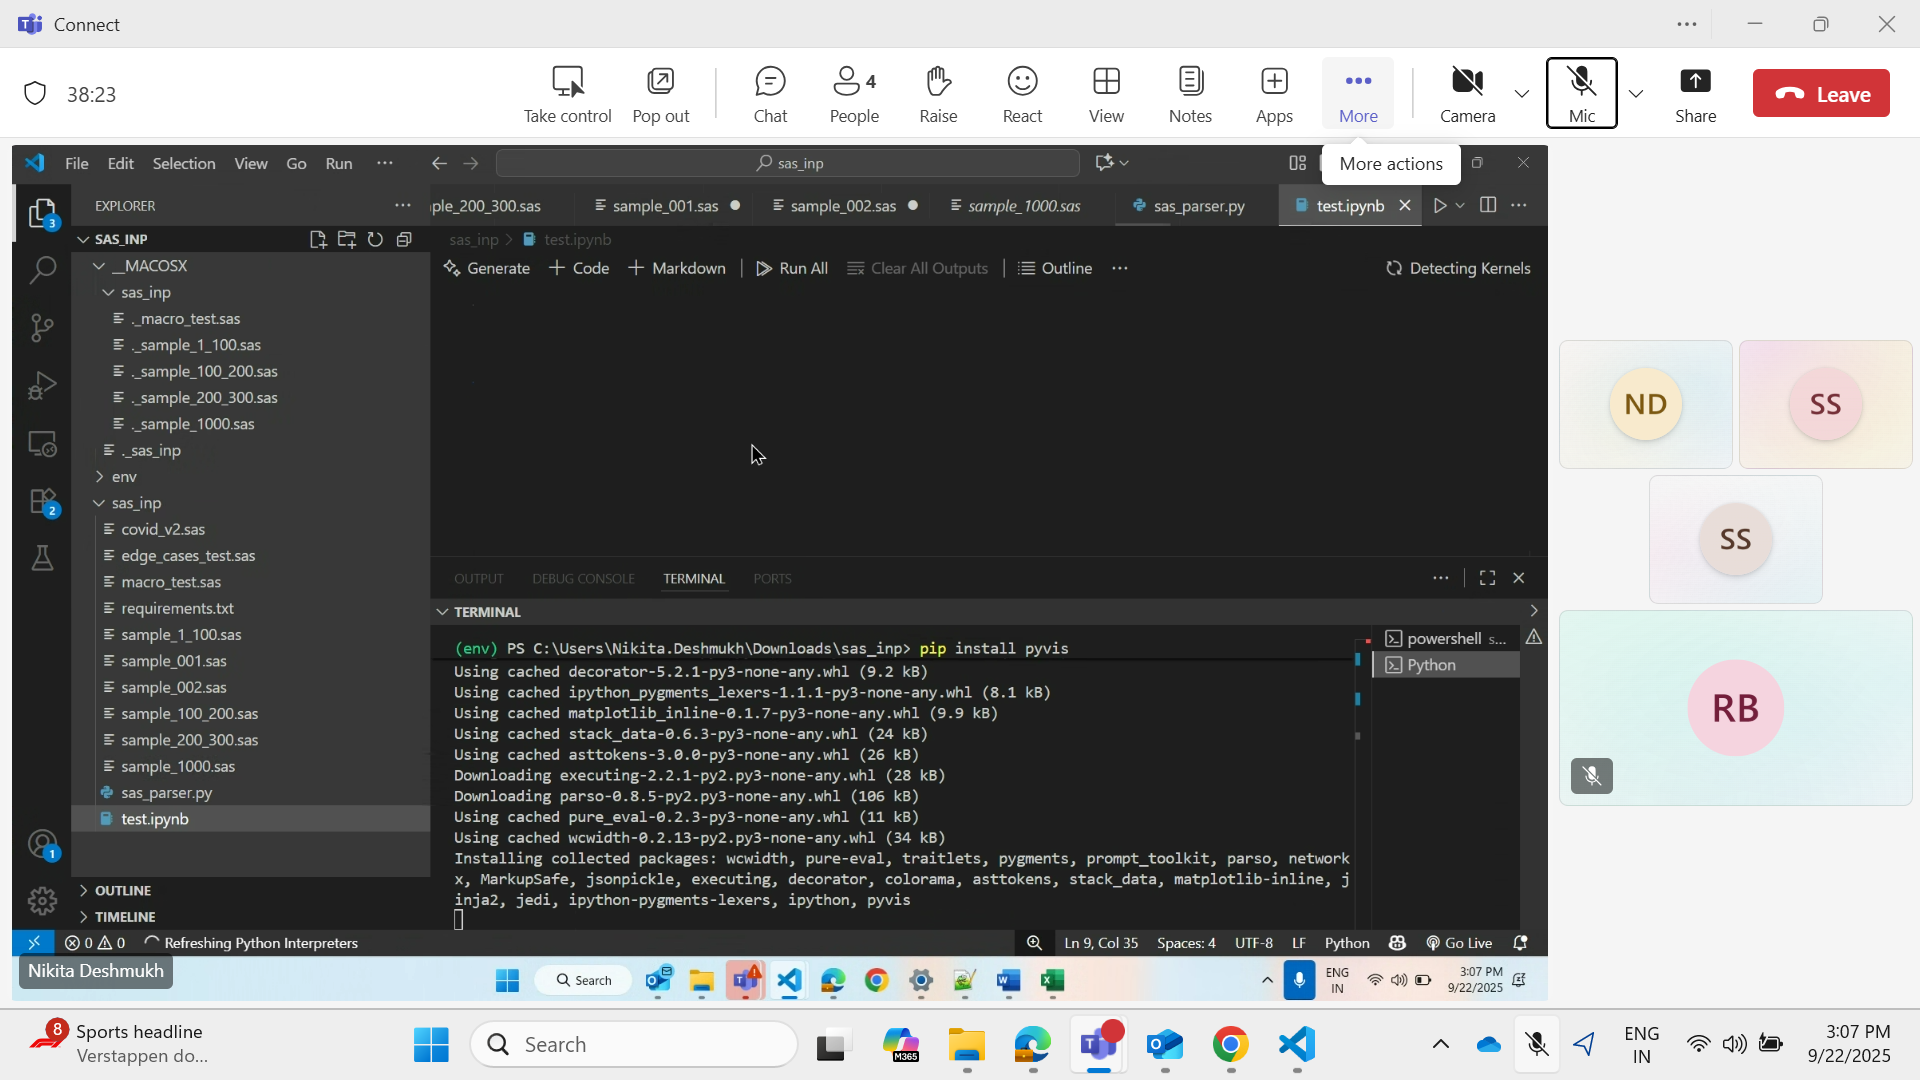 Connect
38:23
Take control
Pop out
Chat
4
People
Raise
React
View
Notes
Apps
More
Camera
Mic
Share
Leave
More actions
File Edit Selection View Go Run
sas_inp
EXPLORER
ple_200_300.sas
sample_001.sas
sample_002.sas
sample_1000.sas
sas_parser.py
test.ipynb
SAS_INP
sas_inp > test.ipynb
Generate
Code
Markdown
Run All
Clear All Outputs
Outline
Detecting Kernels
__MACOSX
sas_inp
._macro_test.sas
._sample_1_100.sas
._sample_100_200.sas
._sample_200_300.sas
._sample_1000.sas
._sas_inp
env
sas_inp
covid_v2.sas
edge_cases_test.sas
macro_test.sas
requirements.txt
sample_1_100.sas
sample_001.sas
sample_002.sas
sample_100_200.sas
sample_200_300.sas
sample_1000.sas
sas_parser.py
test.ipynb
OUTLINE
TIMELINE
3
2
1
OUTPUT DEBUG CONSOLE TERMINAL PORTS
TERMINAL
(env) PS C:\Users\Nikita.Deshmukh\Downloads\sas_inp> pip install pyvis
Using cached decorator-5.2.1-py3-none-any.whl (9.2 kB)
Using cached ipython_pygments_lexers-1.1.1-py3-none-any.whl (8.1 kB)
Using cached matplotlib_inline-0.1.7-py3-none-any.whl (9.9 kB)
Using cached stack_data-0.6.3-py3-none-any.whl (24 kB)
Using cached asttokens-3.0.0-py3-none-any.whl (26 kB)
Downloading executing-2.2.1-py2.py3-none-any.whl (28 kB)
Downloading parso-0.8.5-py2.py3-none-any.whl (106 kB)
Using cached pure_eval-0.2.3-py3-none-any.whl (11 kB)
Using cached wcwidth-0.2.13-py2.py3-none-any.whl (34 kB)
Installing collected packages: wcwidth, pure-eval, traitlets, pygments, prompt_toolkit, parso, network
x, MarkupSafe, jsonpickle, executing, decorator, colorama, asttokens, stack_data, matplotlib-inline, j
inja2, jedi, ipython-pygments-lexers, ipython, pyvis
powershell s...
Python
0 0 Refreshing Python Interpreters
Ln 9, Col 35 Spaces: 4 UTF-8 LF Python Go Live
Nikita Deshmukh
Search
ENG
IN
3:07 PM
9/22/2025
ND
SS
SS
RB
8
Sports headline
Verstappen do...
Search
M365
ENG
IN
3:07 PM
9/22/2025